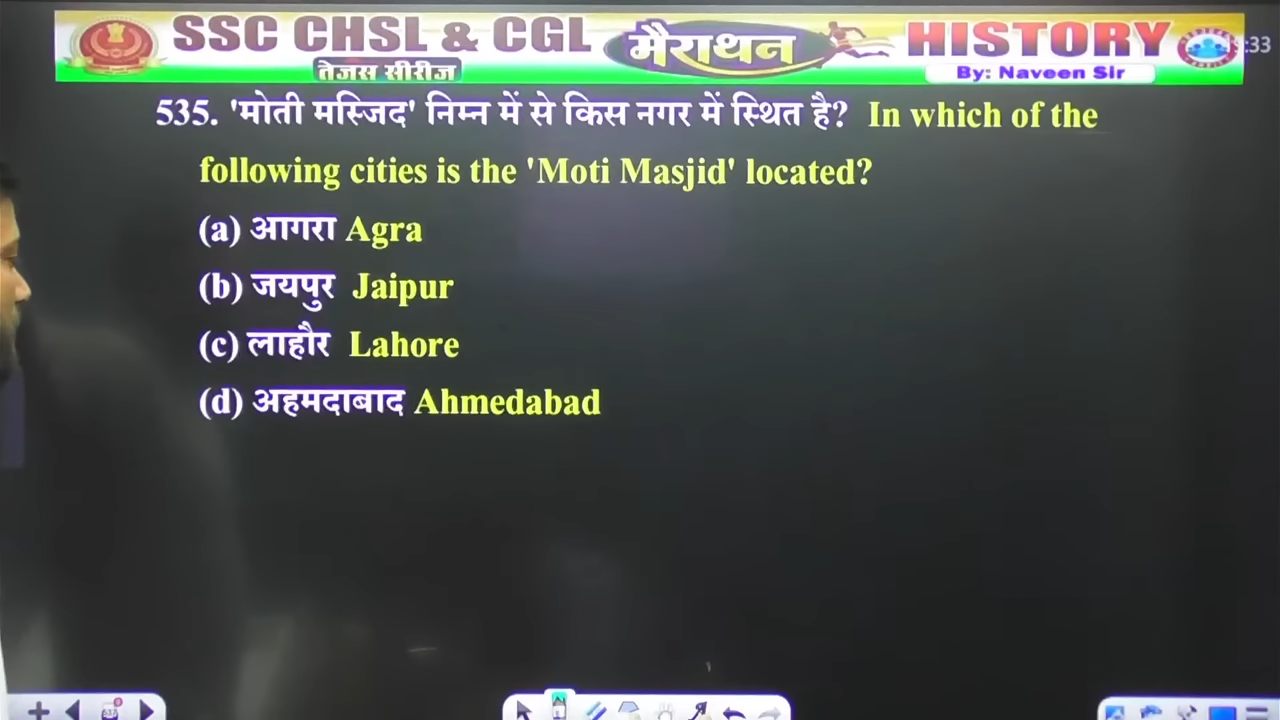 SSC CHSL & CGL मैराथन HISTORY
तेजस सीरीज By: Naveen Sir
:33
535. 'मोती मस्जिद' निम्न में से किस नगर में स्थित है? In which of the
following cities is the 'Moti Masjid' located?
(a) आगरा Agra
(b) जयपुर Jaipur
(c) लाहौर Lahore
(d) अहमदाबाद Ahmedabad